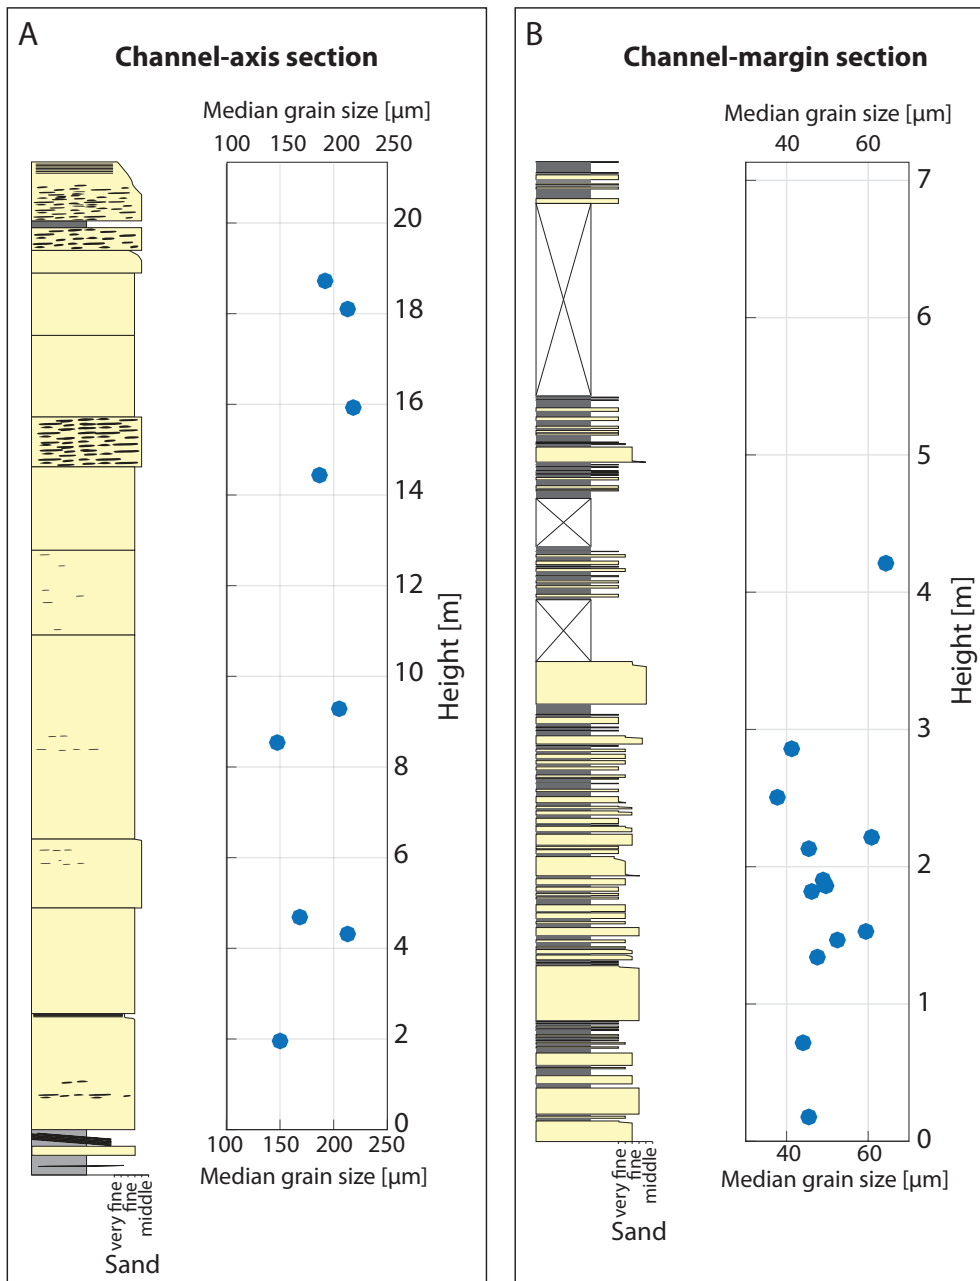 A
Channel-axis section
Median grain size [µm]
100 150 200 250
20
18
16
14
12
10
8
6
4
2
0
Height [m]
100 150 200 250
Median grain size [µm]
very fine
fine
middle
Sand
B
Channel-margin section
Median grain size [µm]
40 60
7
6
5
4
3
2
1
0
Height [m]
40 60
Median grain size [µm]
very fine
fine
middle
Sand